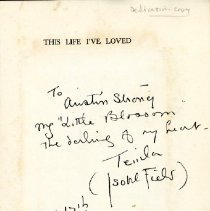 Dedication copy
THIS LIFE I'VE LOVED
To Austin Strong
my "Little Blossom"
the darling of my heart.
Teuila
(Isobel Field)